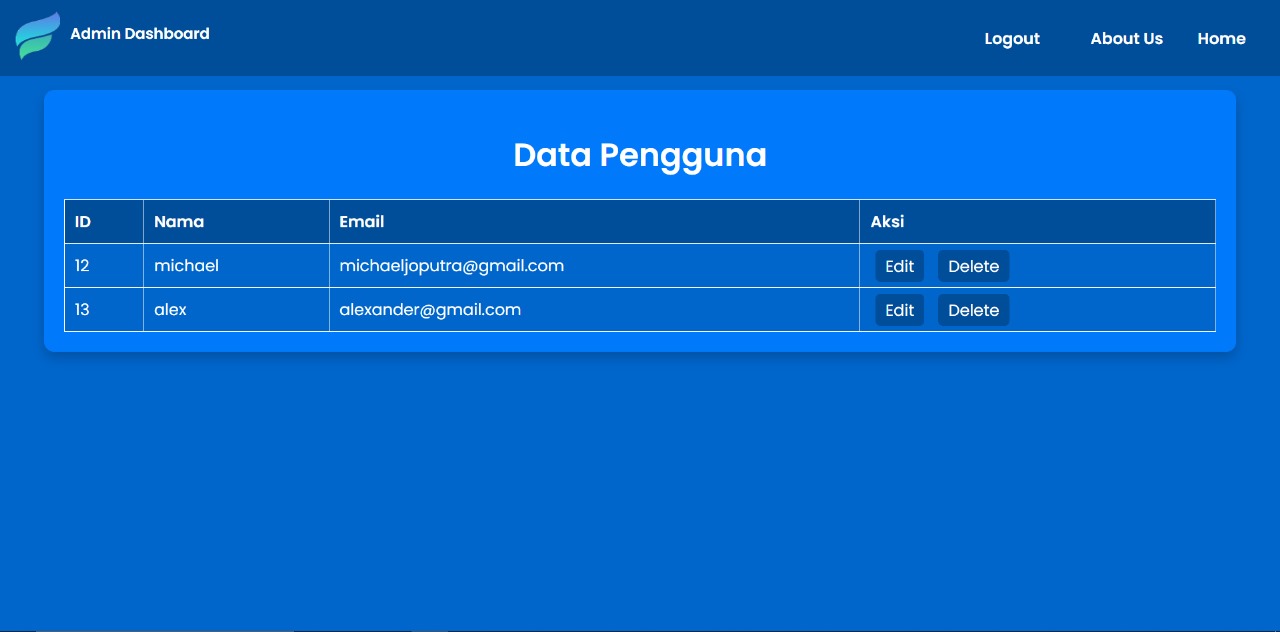 Admin Dashboard
Logout About Us Home
Data Pengguna
ID Nama Email Aksi
12 michael michaeljoputra@gmail.com Edit Delete
13 alex alexander@gmail.com Edit Delete